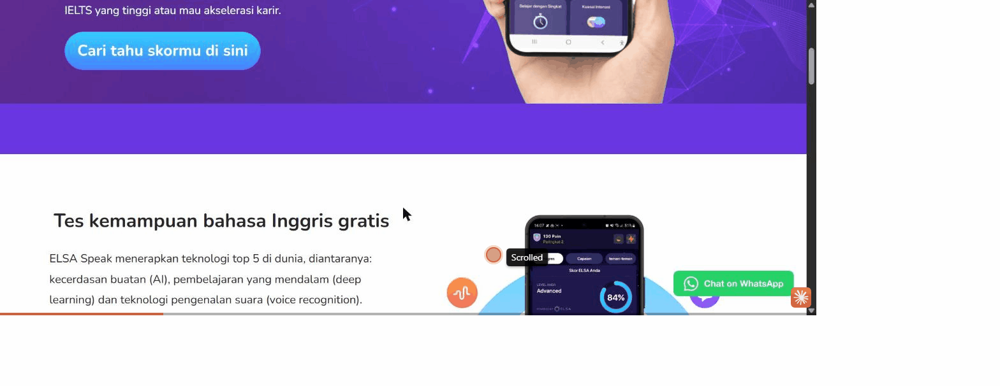 IELTS yang tinggi atau mau akselerasi karir.
Cari tahu skormu di sini
Belajar dengan Singkat
Kuasai Intonasi
Tes kemampuan bahasa Inggris gratis
ELSA Speak menerapkan teknologi top 5 di dunia, diantaranya:
kecerdasan buatan (AI), pembelajaran yang mendalam (deep
learning) dan teknologi pengenalan suara (voice recognition).
16:07
51%
130 Poin
Peringkat 2
Scrolled
gres
Capaian
teman-teman
Skor ELSA Anda
LEVEL ANDA
Advanced
84%
POWERED BY ELSA
Chat on WhatsApp